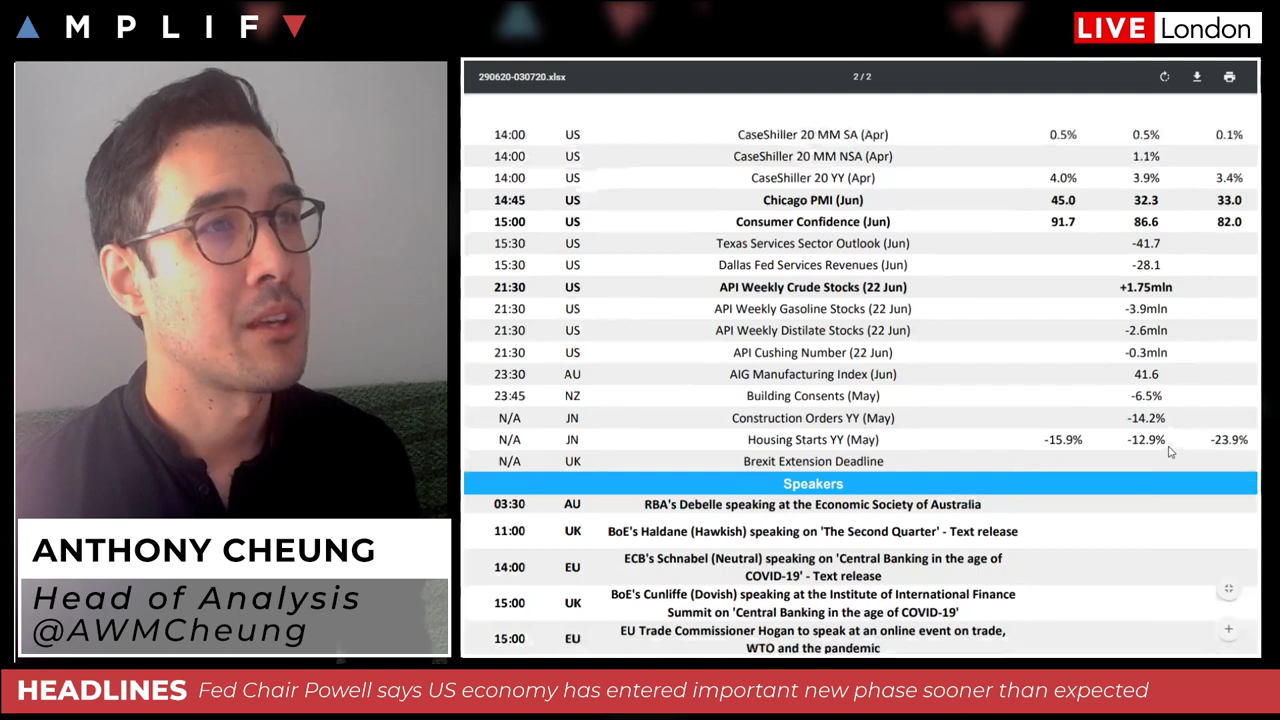 MPLIF
LIVE London
290620-030720.xlsx 2 / 2
14:00 US CaseShiller 20 MM SA (Apr) 0.5% 0.5% 0.1%
14:00 US CaseShiller 20 MM NSA (Apr) 1.1%
14:00 US CaseShiller 20 YY (Apr) 4.0% 3.9% 3.4%
14:45 US Chicago PMI (Jun) 45.0 32.3 33.0
15:00 US Consumer Confidence (Jun) 91.7 86.6 82.0
15:30 US Texas Services Sector Outlook (Jun) -41.7
15:30 US Dallas Fed Services Revenues (Jun) -28.1
21:30 US API Weekly Crude Stocks (22 Jun) +1.75mln
21:30 US API Weekly Gasoline Stocks (22 Jun) -3.9mln
21:30 US API Weekly Distilate Stocks (22 Jun) -2.6mln
21:30 US API Cushing Number (22 Jun) -0.3mln
23:30 AU AIG Manufacturing Index (Jun) 41.6
23:45 NZ Building Consents (May) -6.5%
N/A JN Construction Orders YY (May) -14.2%
N/A JN Housing Starts YY (May) -15.9% -12.9% -23.9%
N/A UK Brexit Extension Deadline
Speakers
03:30 AU RBA's Debelle speaking at the Economic Society of Australia
11:00 UK BoE's Haldane (Hawkish) speaking on 'The Second Quarter' - Text release
14:00 EU ECB's Schnabel (Neutral) speaking on 'Central Banking in the age of
COVID-19' - Text release
15:00 UK BoE's Cunliffe (Dovish) speaking at the Institute of International Finance
Summit on 'Central Banking in the age of COVID-19'
15:00 EU EU Trade Commissioner Hogan to speak at an online event on trade,
WTO and the pandemic
ANTHONY CHEUNG
Head of Analysis
@AWMCheung
HEADLINES Fed Chair Powell says US economy has entered important new phase sooner than expected